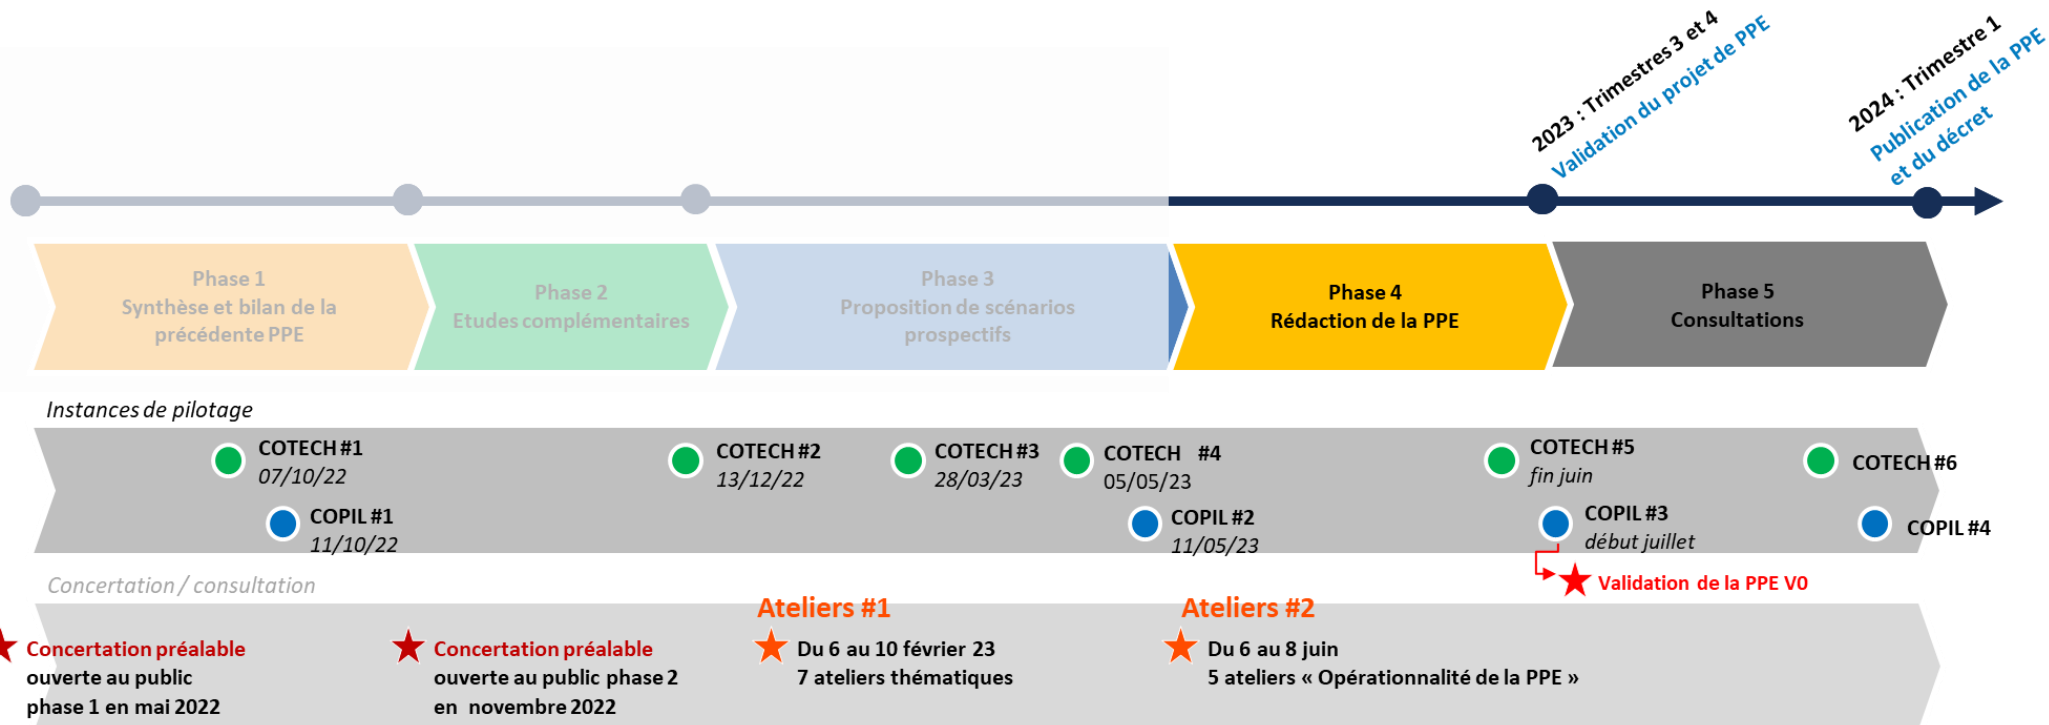 2023 : Trimestres 3 et 4
Validation du projet de PPE
2024 : Trimestre 1
Publication de la PPE
et du décret
Phase 1
Synthèse et bilan de la
précédente PPE
Phase 2
Etudes complémentaires
Phase 3
Proposition de scénarios
prospectifs
Phase 4
Rédaction de la PPE
Phase 5
Consultations
Instances de pilotage
COTECH #1
07/10/22
COTECH #2
13/12/22
COTECH #3
28/03/23
COTECH #4
05/05/23
COTECH #5
fin juin
COTECH #6
COPIL #1
11/10/22
COPIL #2
11/05/23
COPIL #3
début juillet
COPIL #4
Validation de la PPE V0
Concertation / consultation
Concertation préalable
ouverte au public
phase 1 en mai 2022
Concertation préalable
ouverte au public phase 2
en novembre 2022
Ateliers #1
Du 6 au 10 février 23
7 ateliers thématiques
Ateliers #2
Du 6 au 8 juin
5 ateliers « Opérationnalité de la PPE »